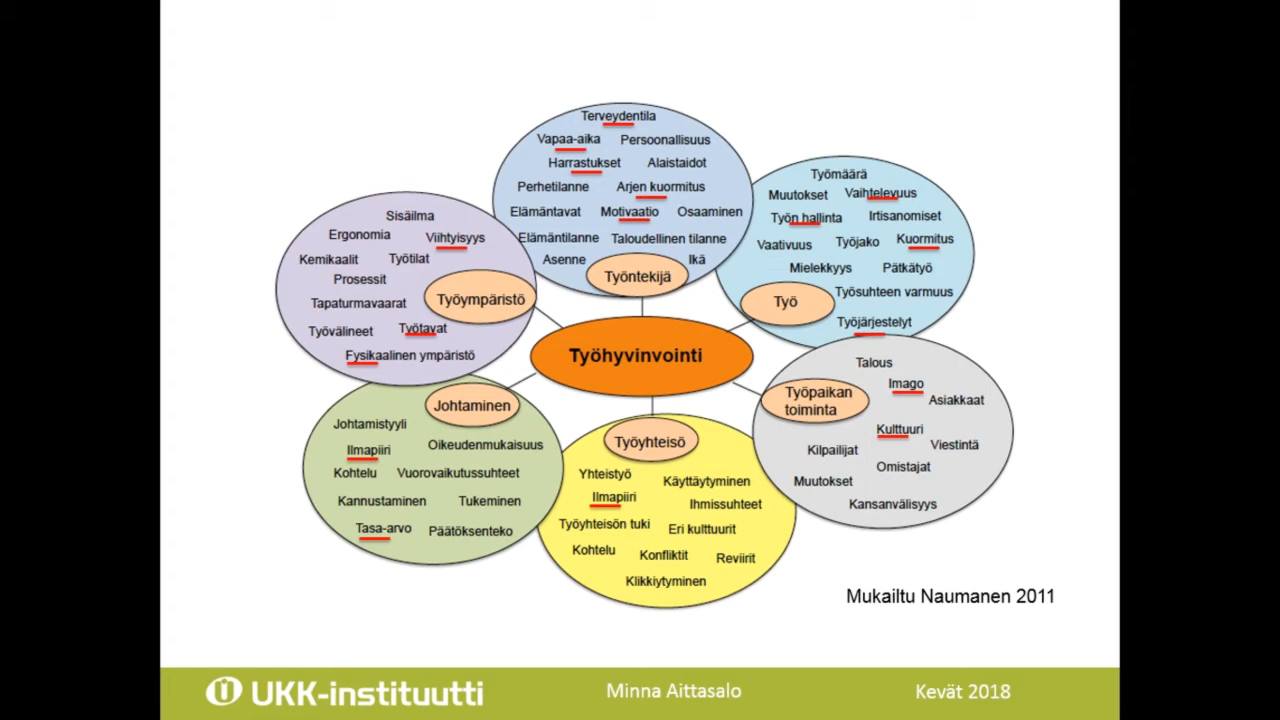 Terveydentila
Vapaa-aika Persoonallisuus
Harrastukset Alaistaidot
Perhetilanne Arjen kuormitus
Elämäntavat Motivaatio Osaaminen
Elämäntilanne Taloudellinen tilanne
Asenne Ikä
Työntekijä
Työmäärä
Muutokset Vaihtelevuus
Työn hallinta Irtisanomiset
Vaativuus Työjako Kuormitus
Mielekkyys Pätkätyö
Työ Työsuhteen varmuus
Työjärjestelyt
Sisäilma
Ergonomia Viihtyisyys
Kemikaalit Työtilat
Prosessit
Tapaturmavaarat Työympäristö
Työvälineet Työtavat
Fysikaalinen ympäristö
Työhyvinvointi
Talous
Työpaikan
toiminta
Imago
Asiakkaat
Kulttuuri
Kilpailijat Viestintä
Omistajat
Muutokset
Kansanvälisyys
Johtaminen
Johtamistyyli
Ilmapiiri Oikeudenmukaisuus
Kohtelu Vuorovaikutussuhteet
Kannustaminen Tukeminen
Tasa-arvo Päätöksenteko
Työyhteisö
Yhteistyö Käyttäytyminen
Ilmapiiri Ihmissuhteet
Työyhteisön tuki Eri kulttuurit
Kohtelu Konfliktit Reviirit
Klikkiytyminen
Mukailtu Naumanen 2011
UKK-instituutti Minna Aittasalo Kevät 2018